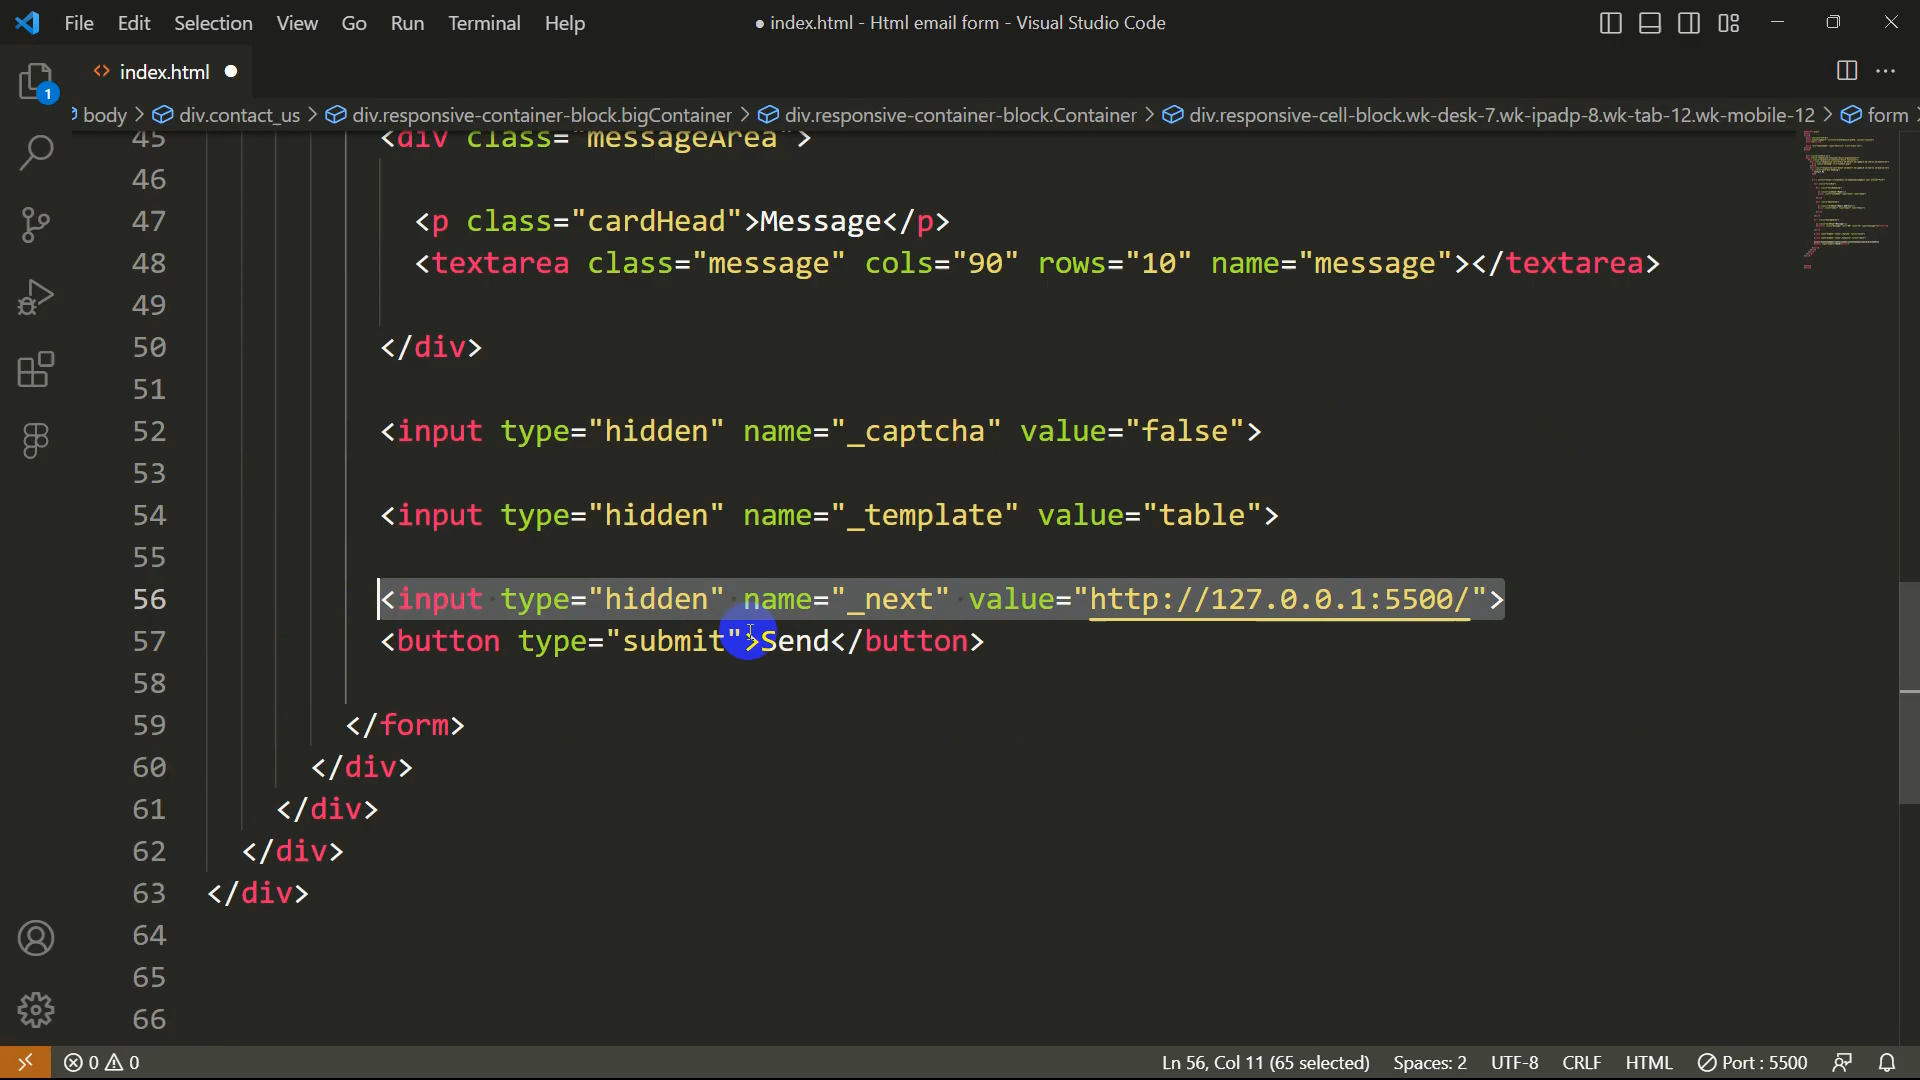 File Edit Selection View Go Run Terminal Help
● index.html - Html email form - Visual Studio Code
index.html
body > div.contact_us > div.responsive-container-block.bigContainer > div.responsive-container-block.Container > div.responsive-cell-block.wk-desk-7.wk-ipadp-8.wk-tab-12.wk-mobile-12 > form >
1
45 <div class="messageArea">
46
47 <p class="cardHead">Message</p>
48 <textarea class="message" cols="90" rows="10" name="message"></textarea>
49
50 </div>
51
52 <input type="hidden" name="_captcha" value="false">
53
54 <input type="hidden" name="_template" value="table">
55
56 <input type="hidden" name="_next" value="http://127.0.0.1:5500/">
57 <button type="submit">Send</button>
58
59 </form>
60 </div>
61 </div>
62 </div>
63 </div>
64
65
66
0 0 Ln 56, Col 11 (65 selected) Spaces: 2 UTF-8 CRLF HTML Port : 5500